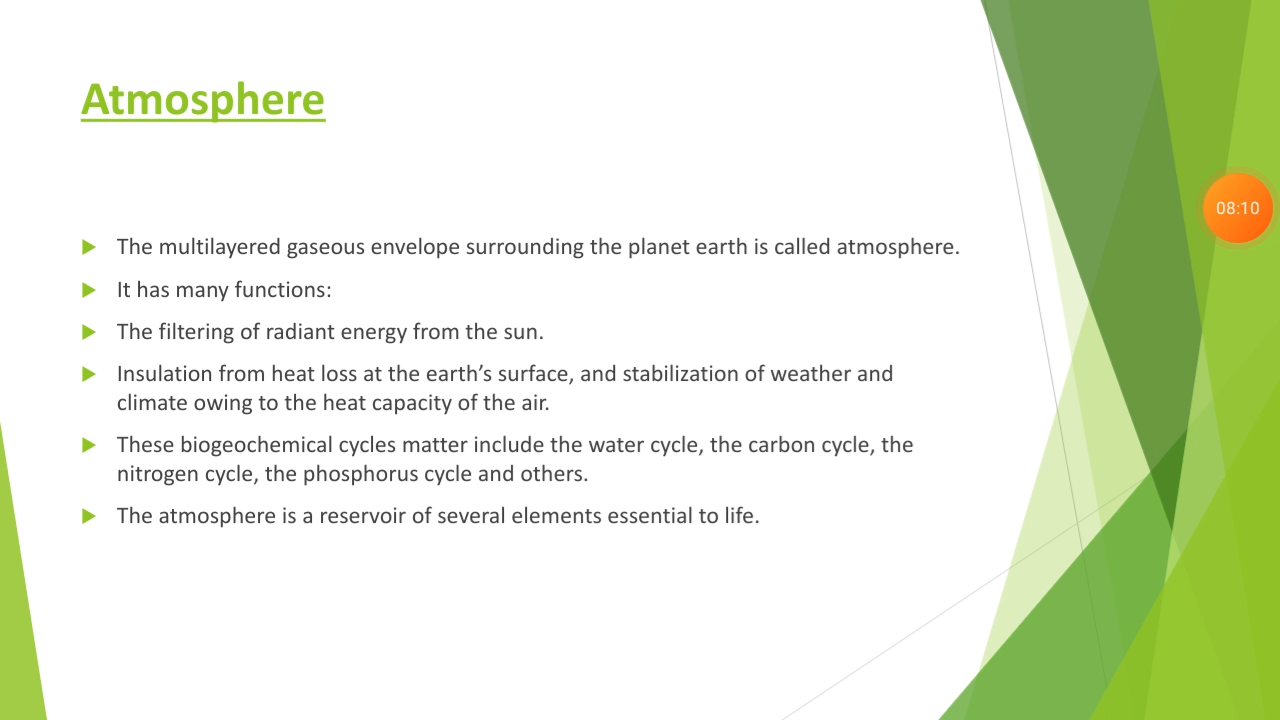 Atmosphere
The multilayered gaseous envelope surrounding the planet earth is called atmosphere.
It has many functions:
The filtering of radiant energy from the sun.
Insulation from heat loss at the earth’s surface, and stabilization of weather and
climate owing to the heat capacity of the air.
These biogeochemical cycles matter include the water cycle, the carbon cycle, the
nitrogen cycle, the phosphorus cycle and others.
The atmosphere is a reservoir of several elements essential to life.
08:10